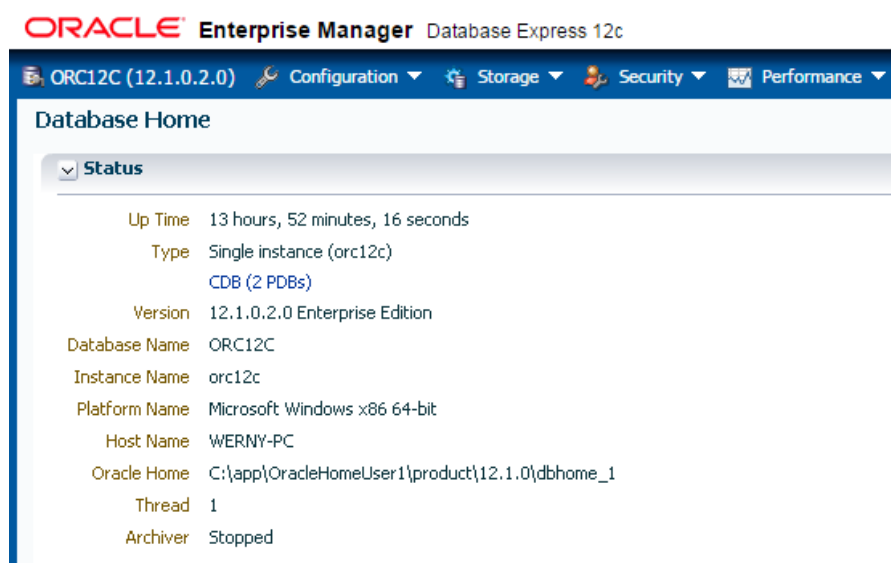 ORACLE Enterprise Manager Database Express 12c
ORC12C (12.1.0.2.0) Configuration Storage Security Performance
Database Home
Status
Up Time 13 hours, 52 minutes, 16 seconds
Type Single instance (orc12c)
CDB (2 PDBs)
Version 12.1.0.2.0 Enterprise Edition
Database Name ORC12C
Instance Name orc12c
Platform Name Microsoft Windows x86 64-bit
Host Name WERNY-PC
Oracle Home C:\app\OracleHomeUser1\product\12.1.0\dbhome_1
Thread 1
Archiver Stopped